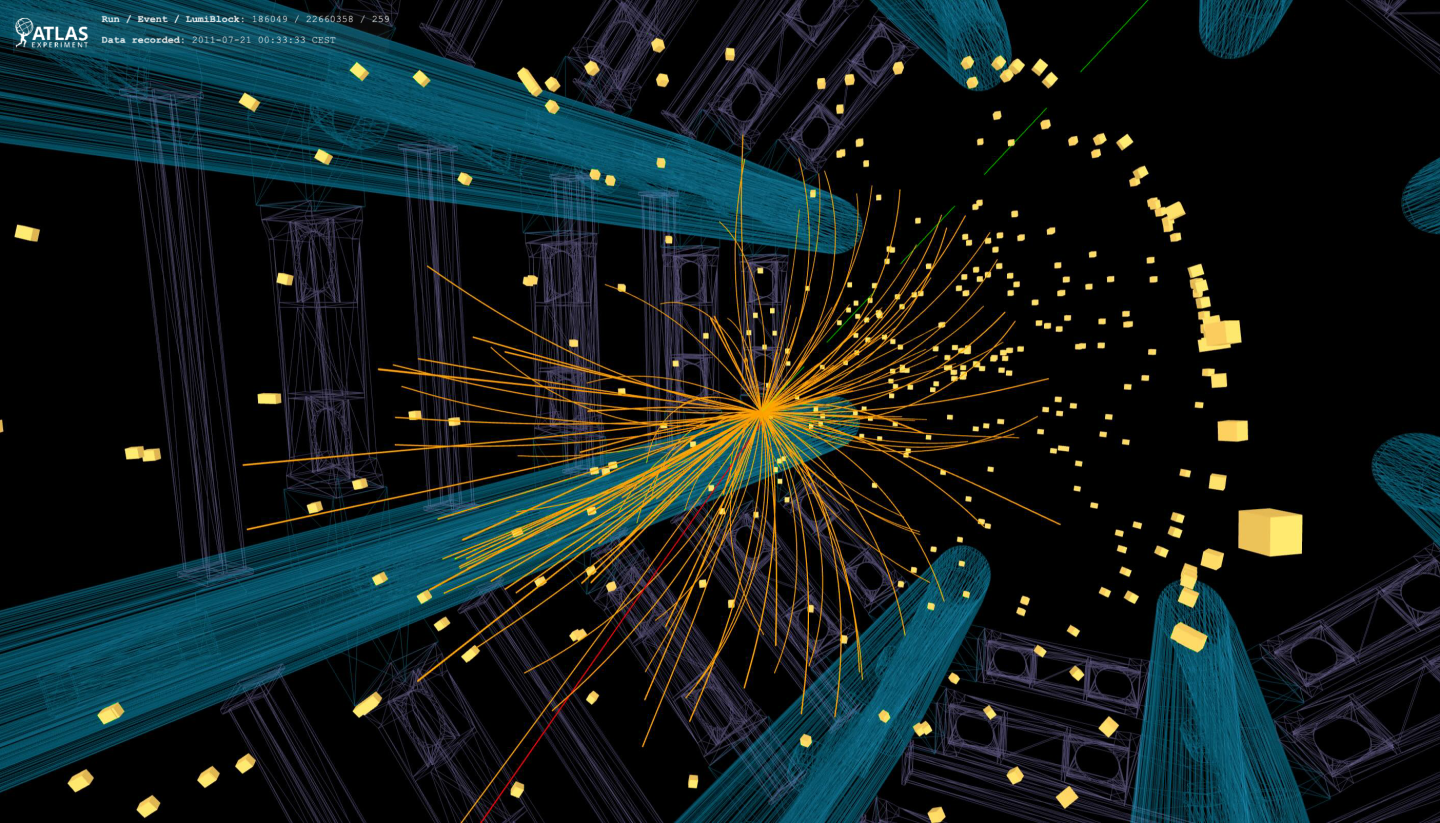 ATLAS
EXPERIMENT
Run / Event / LumiBlock: 186049 / 22660358 / 259
Data recorded: 2011-07-21 00:33:33 CEST